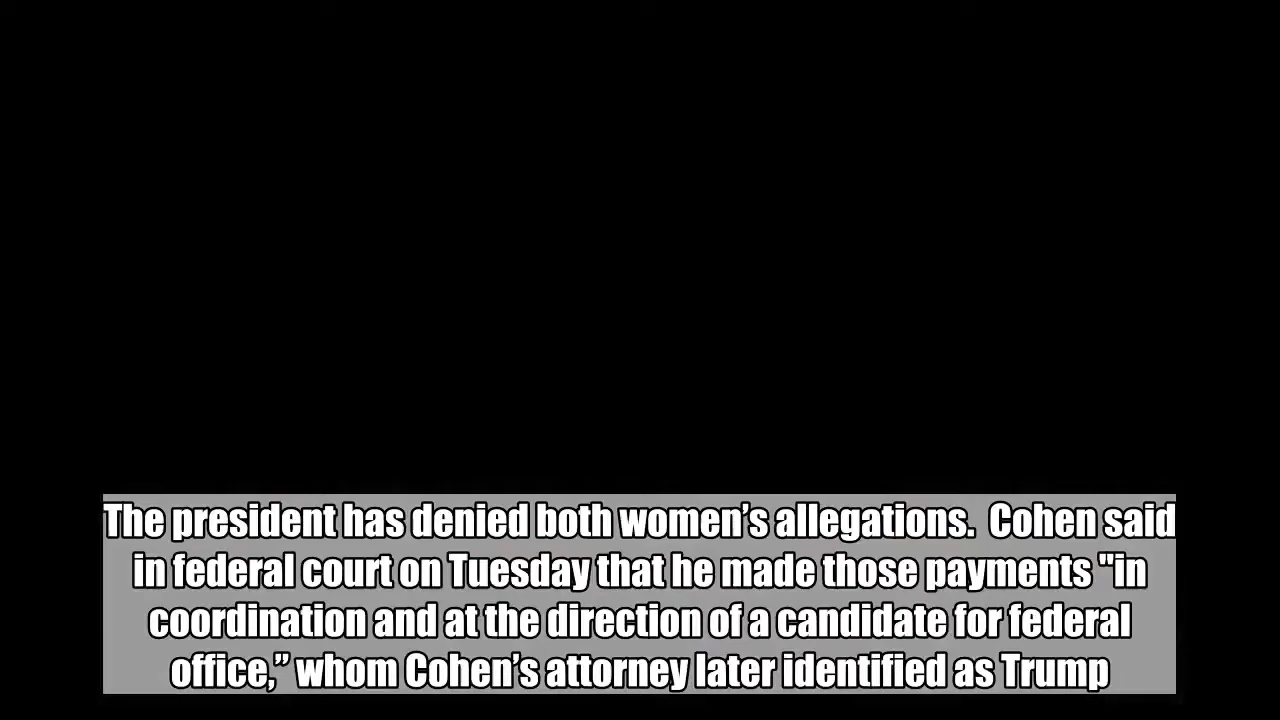 The president has denied both women’s allegations.  Cohen said
in federal court on Tuesday that he made those payments "in
coordination and at the direction of a candidate for federal
office,” whom Cohen’s attorney later identified as Trump